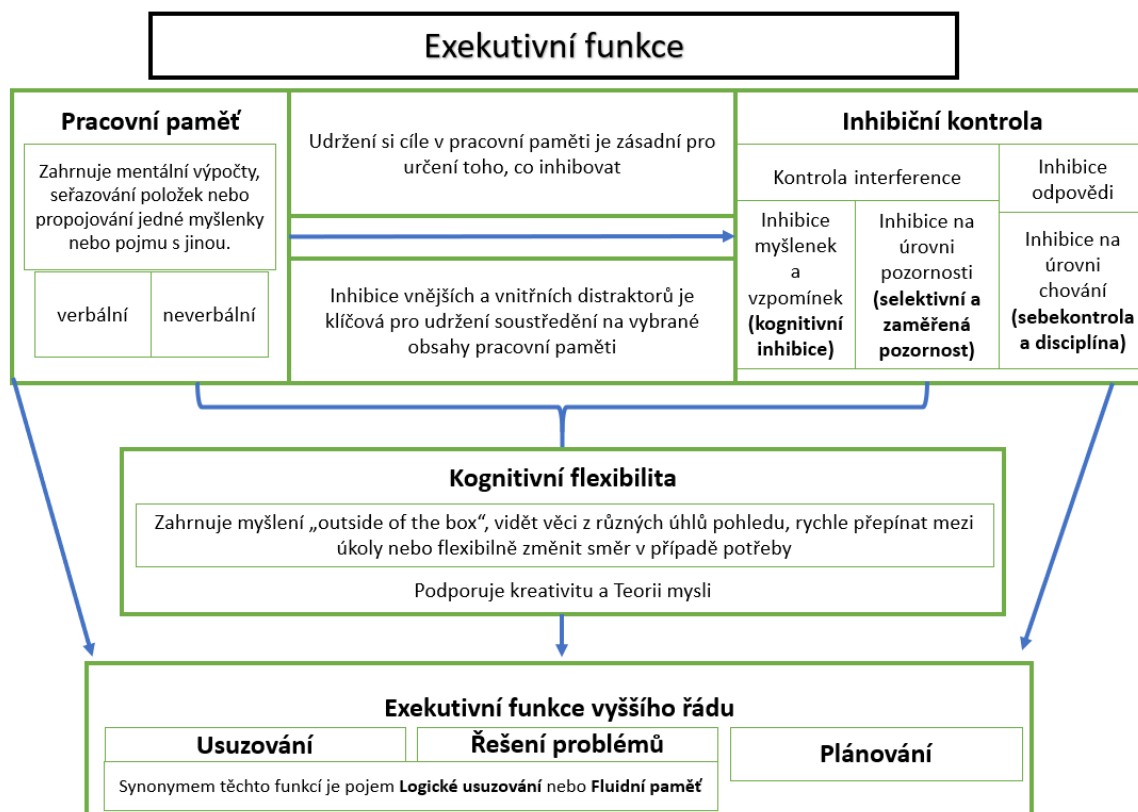 Exekutivní funkce
Pracovní paměť
Zahrnuje mentální výpočty,
seřazování položek nebo
propojování jedné myšlenky
nebo pojmu s jinou.
verbální
neverbální
Udržení si cíle v pracovní paměti je zásadní pro
určení toho, co inhibovat
Inhibice vnějších a vnitřních distraktorů je
klíčová pro udržení soustředění na vybrané
obsahy pracovní paměti
Inhibiční kontrola
Kontrola interference
Inhibice
odpovědi
Inhibice
myšlenek
a
vzpomínek
(kognitivní
inhibice)
Inhibice na
úrovni
pozornosti
(selektivní a
zaměřená
pozornost)
Inhibice na
úrovni
chování
(sebekontrola
a disciplína)
Kognitivní flexibilita
Zahrnuje myšlení „outside of the box“, vidět věci z různých úhlů pohledu, rychle přepínat mezi
úkoly nebo flexibilně změnit směr v případě potřeby
Podporuje kreativitu a Teorii mysli
Exekutivní funkce vyššího řádu
Usuzování
Řešení problémů
Plánování
Synonymem těchto funkcí je pojem Logické usuzování nebo Fluidní paměť